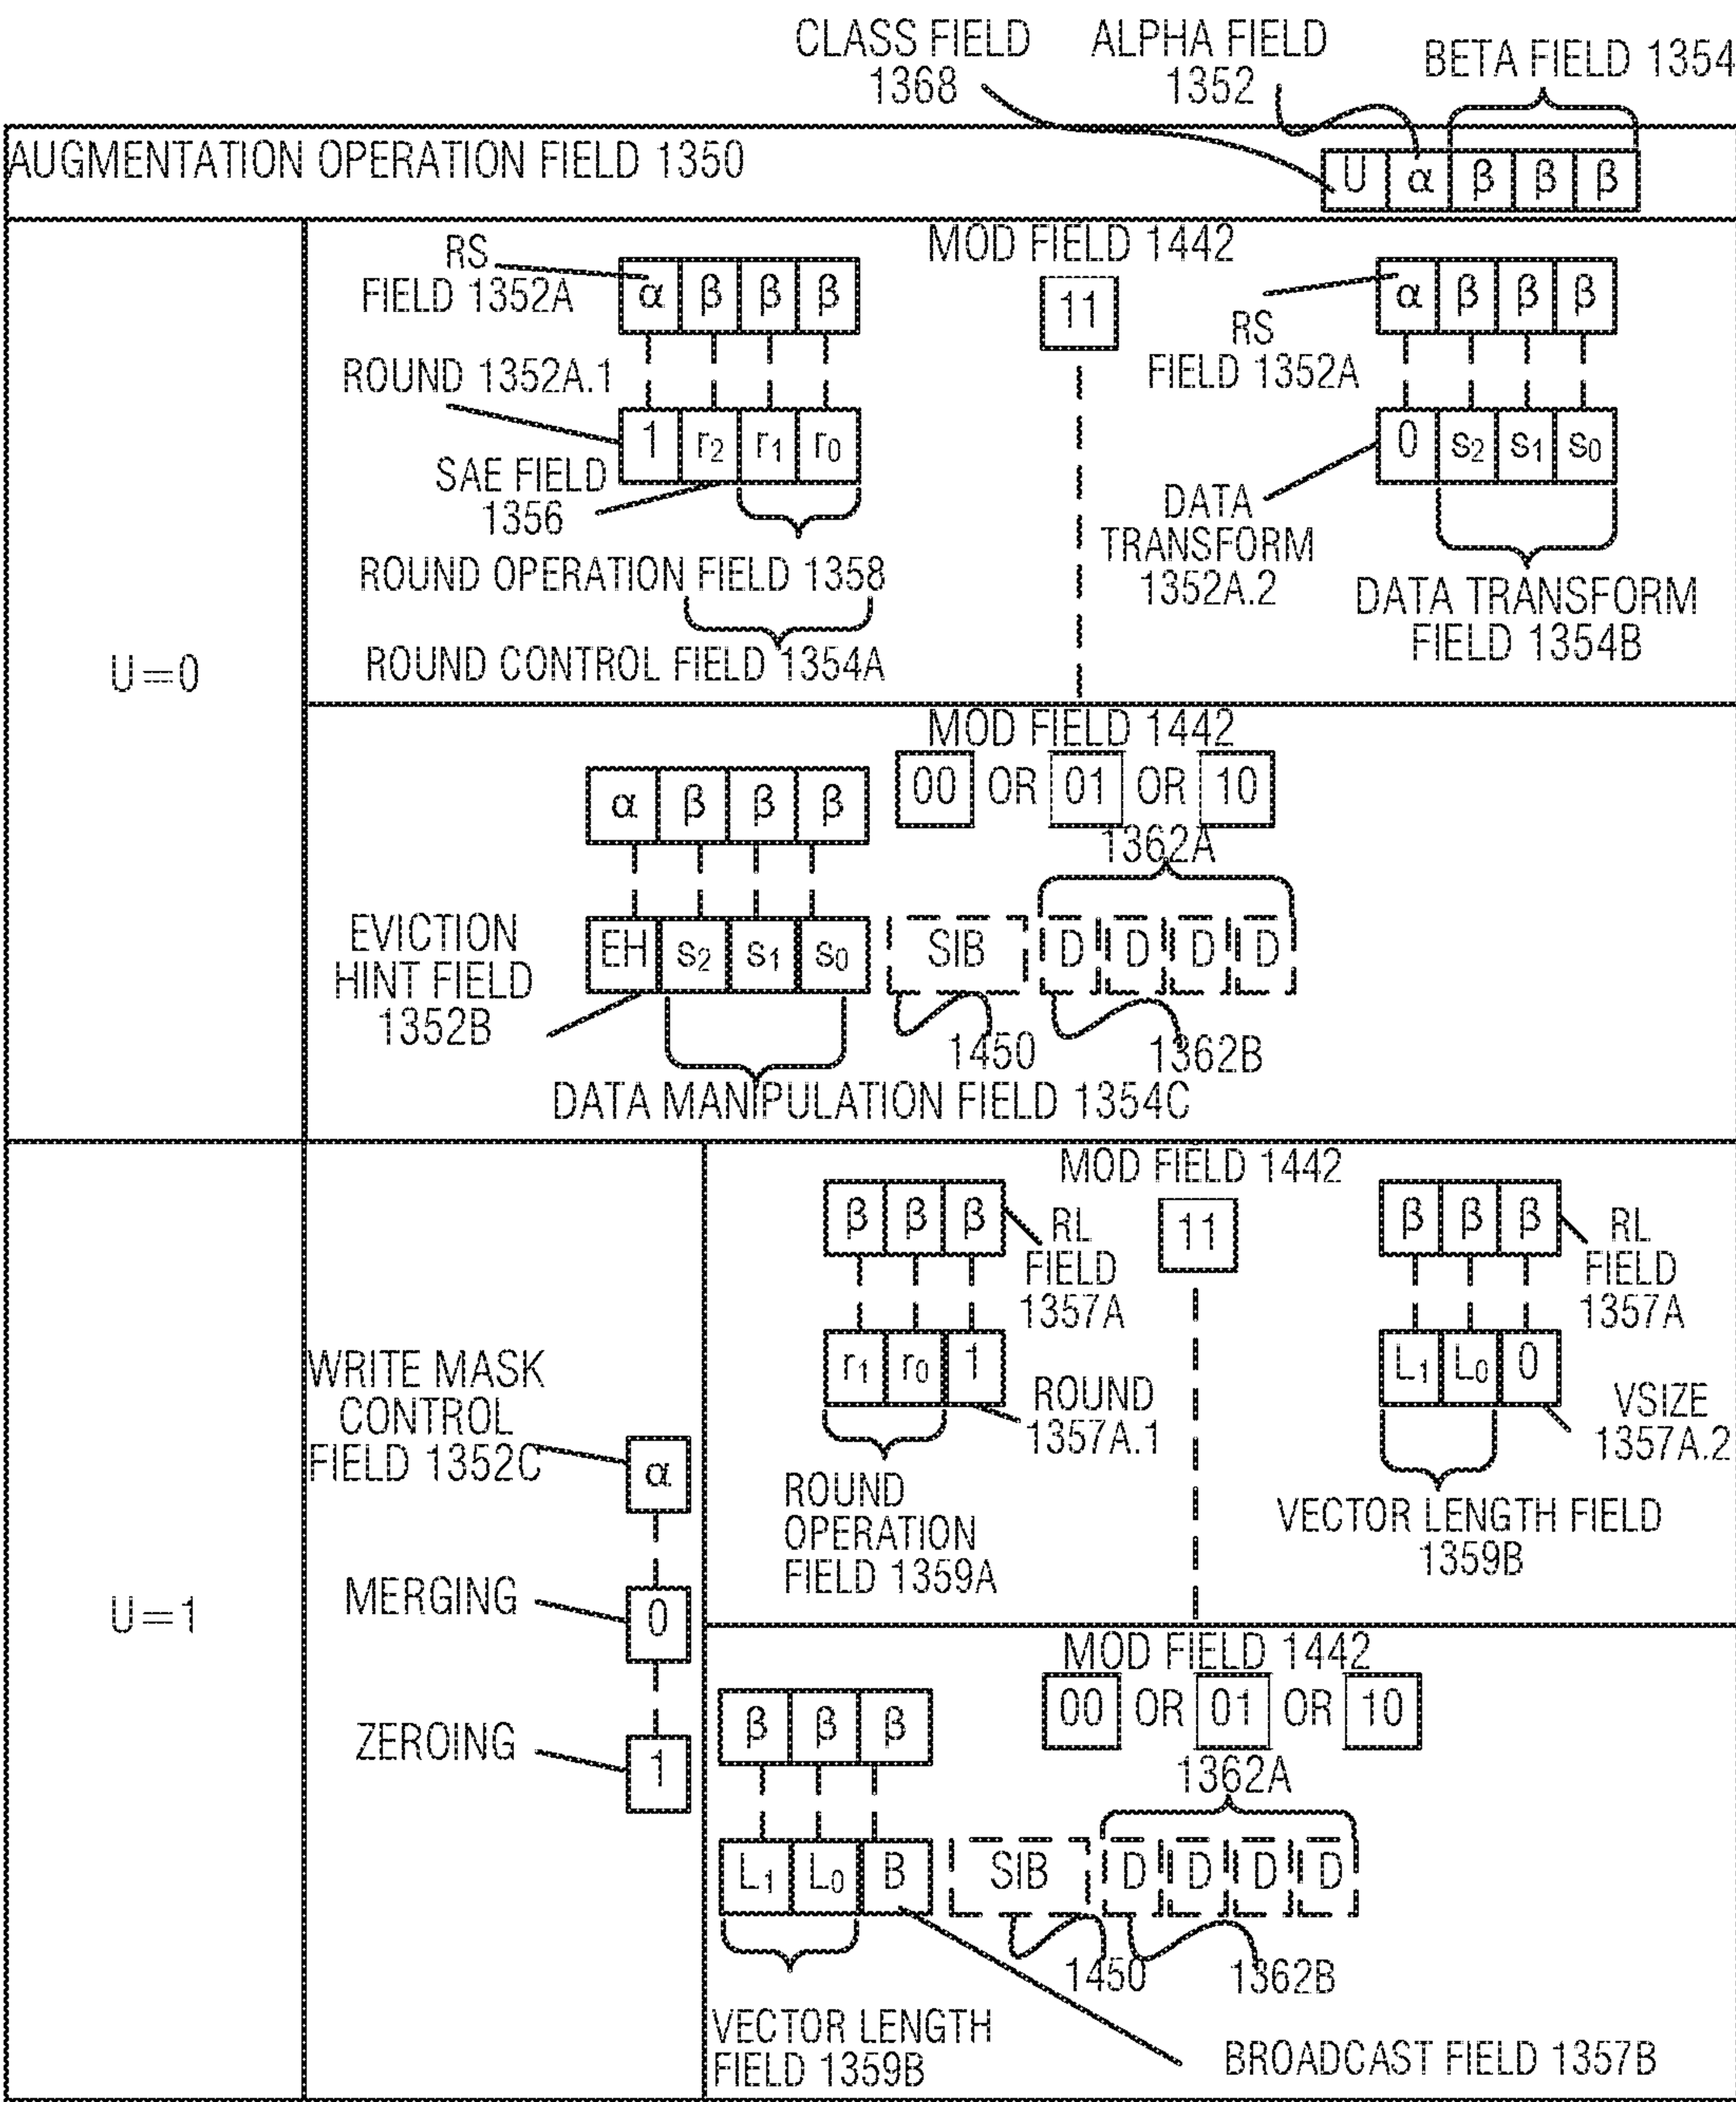 CLASS FIELD
1368
ALPHA FIELD
1352
BETA FIELD 1354
AUGMENTATION OPERATION FIELD 1350
U α β β β
U=0
MOD FIELD 1442
11
RS
FIELD 1352A
α β β β
ROUND 1352A.1
1 r2 r1 r0
SAE FIELD
1356
ROUND OPERATION FIELD 1358
ROUND CONTROL FIELD 1354A
α β β β
RS
FIELD 1352A
0 s2 s1 s0
DATA
TRANSFORM
1352A.2
DATA TRANSFORM
FIELD 1354B
MOD FIELD 1442
00 OR 01 OR 10
α β β β
1362A
EVICTION
HINT FIELD
1352B
EH s2 s1 s0 SIB D D D D
1450
1362B
DATA MANIPULATION FIELD 1354C
U=1
WRITE MASK
CONTROL
FIELD 1352C
α
MERGING
0
ZEROING
1
MOD FIELD 1442
11
β β β
RL
FIELD
1357A
r1 r0 1
ROUND
1357A.1
ROUND
OPERATION
FIELD 1359A
β β β
RL
FIELD
1357A
L1 L0 0
VSIZE
1357A.2
VECTOR LENGTH FIELD
1359B
MOD FIELD 1442
00 OR 01 OR 10
β β β
1362A
L1 L0 B SIB D D D D
1450
1362B
VECTOR LENGTH
FIELD 1359B
BROADCAST FIELD 1357B